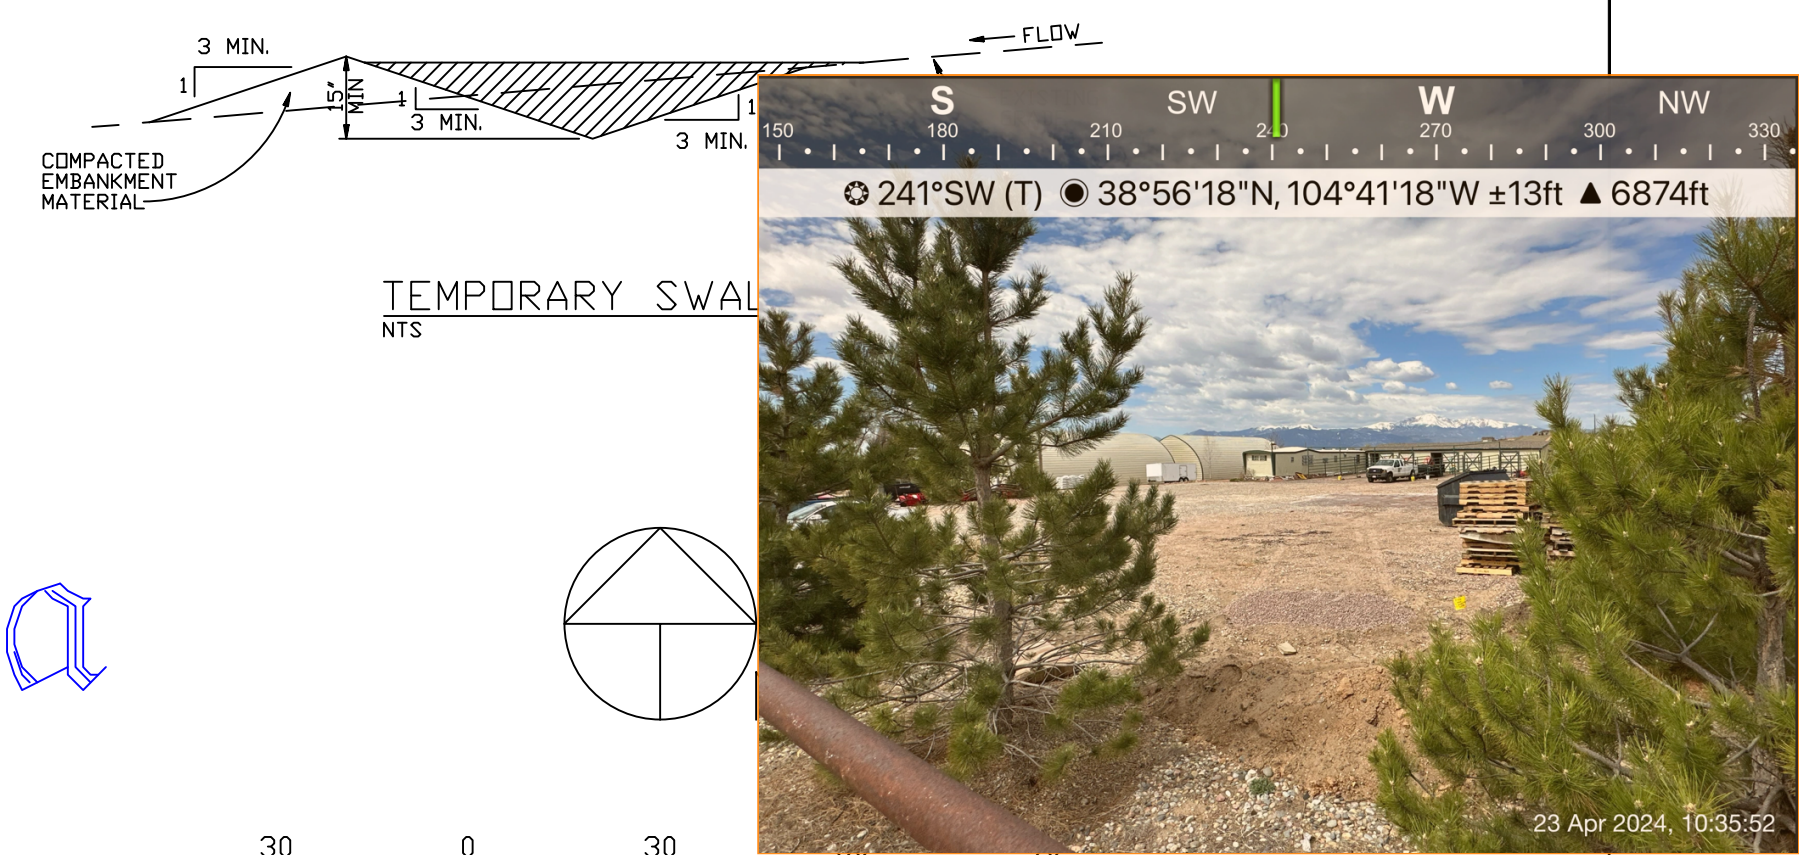 FLOW
3 MIN.
1
15" MIN
1
3 MIN.
1
3 MIN.
COMPACTED
EMBANKMENT
MATERIAL
TEMPORARY SWAL
NTS
30 0 30
S SW W NW
150 180 210 240 270 300 330
241°SW (T) 38°56'18"N, 104°41'18"W ±13ft ▲ 6874ft
23 Apr 2024, 10:35:52